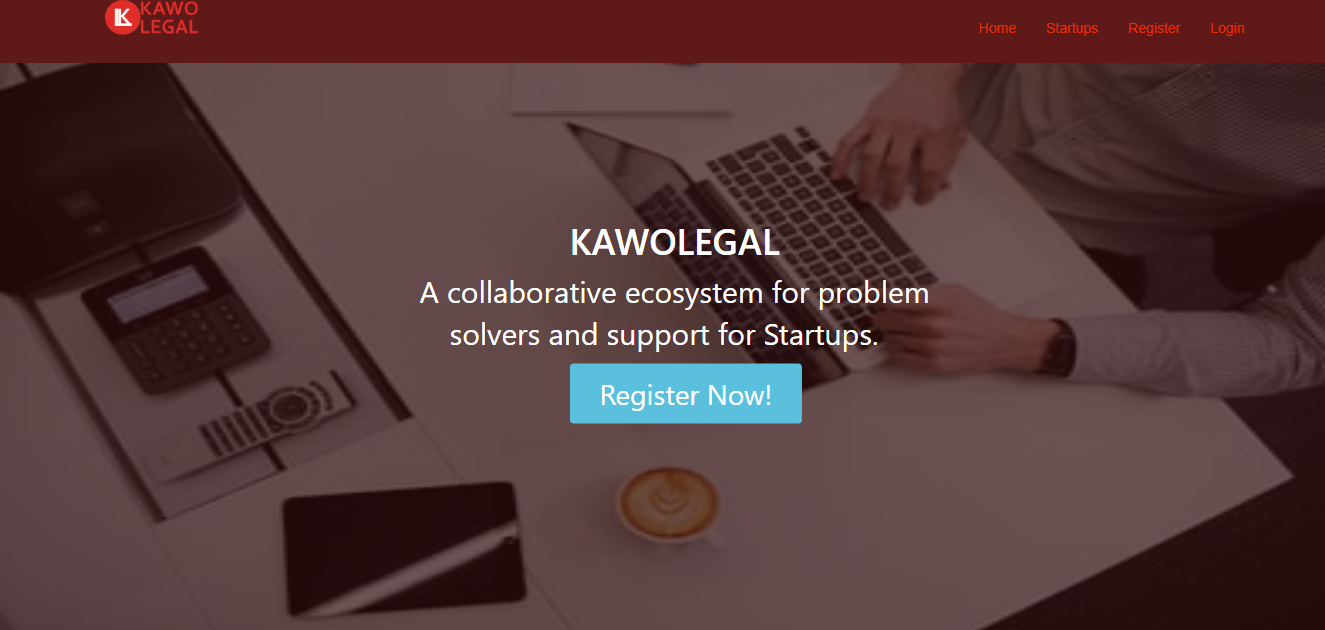 KAWO
LEGAL
Home Startups Register Login
KAWOLEGAL
A collaborative ecosystem for problem
solvers and support for Startups.
Register Now!